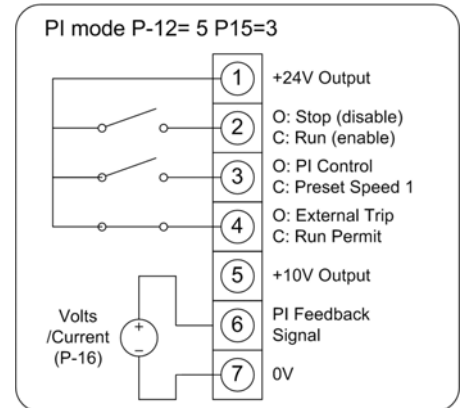 PI mode P-12= 5 P15=3
1 +24V Output
O: Stop (disable)
2
C: Run (enable)
O: PI Control
3
C: Preset Speed 1
O: External Trip
4
C: Run Permit
5 +10V Output
PI Feedback
6
Signal
7 0V
Volts
/Current
(P-16)
+
−